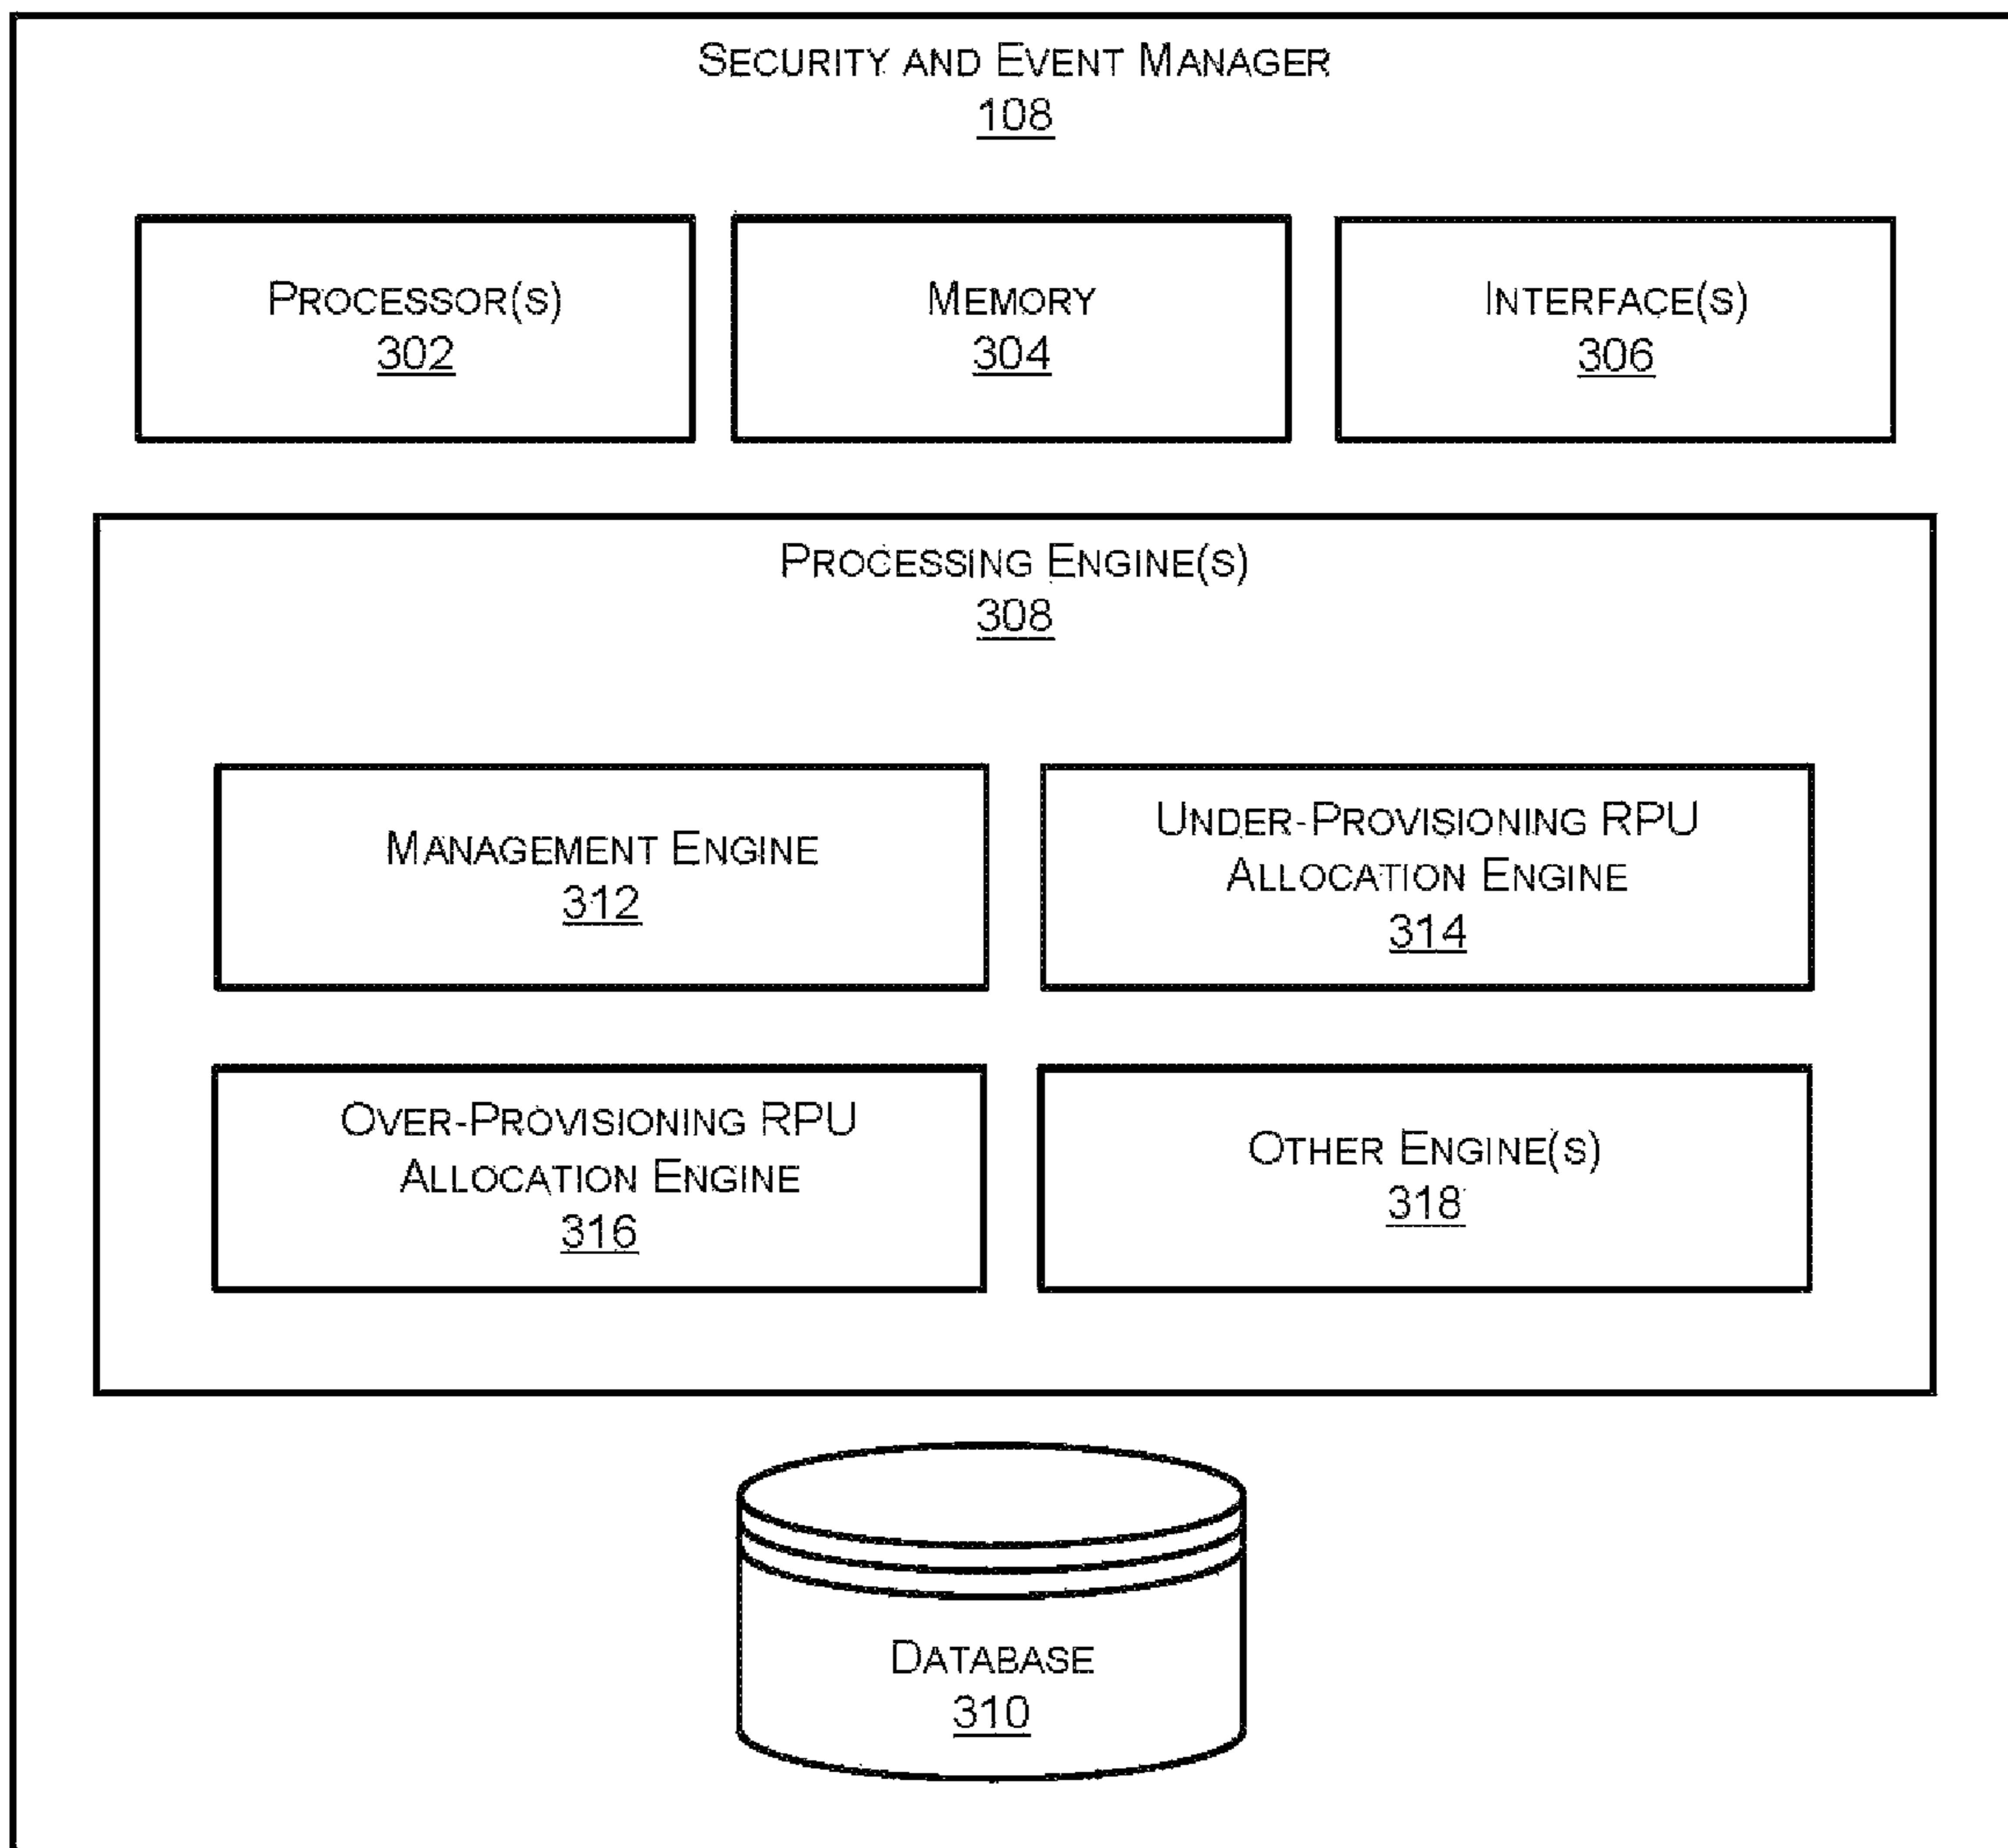 SECURITY AND EVENT MANAGER
108
PROCESSOR(S)
302
MEMORY
304
INTERFACE(S)
306
PROCESSING ENGINE(S)
308
MANAGEMENT ENGINE
312
UNDER-PROVISIONING RPU
ALLOCATION ENGINE
314
OVER-PROVISIONING RPU
ALLOCATION ENGINE
316
OTHER ENGINE(S)
318
DATABASE
310